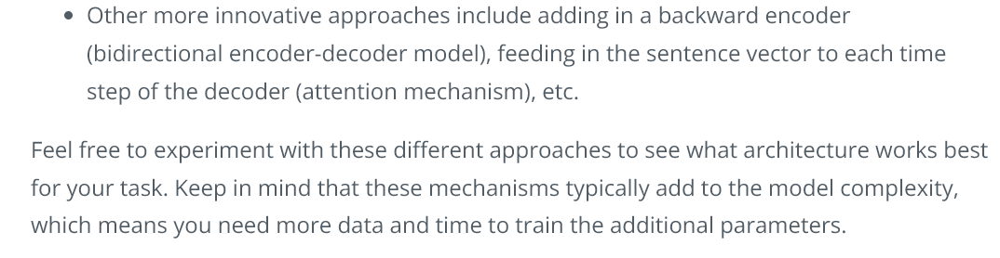 • Other more innovative approaches include adding in a backward encoder
(bidirectional encoder-decoder model), feeding in the sentence vector to each time
step of the decoder (attention mechanism), etc.
Feel free to experiment with these different approaches to see what architecture works best
for your task. Keep in mind that these mechanisms typically add to the model complexity,
which means you need more data and time to train the additional parameters.